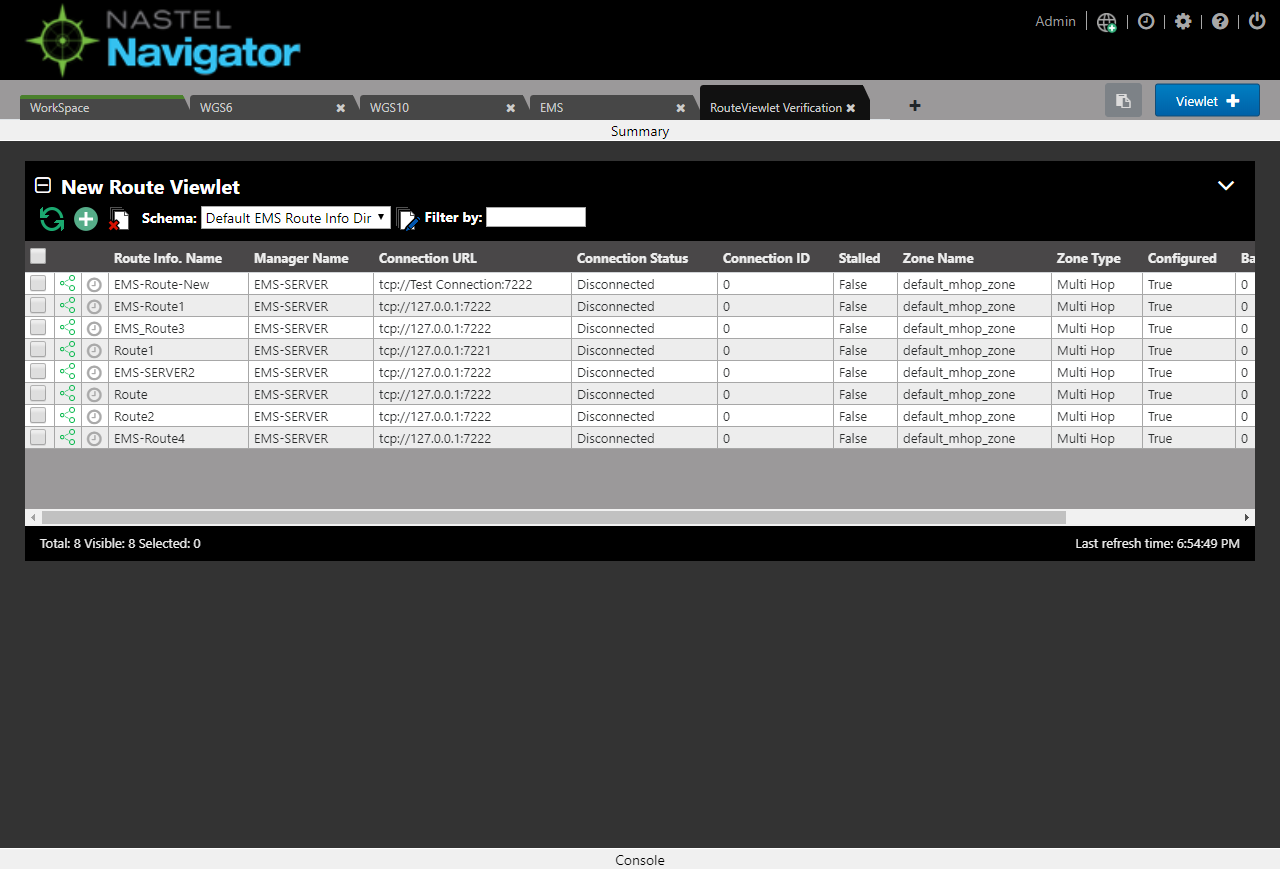 NASTEL
Navigator
Admin
WorkSpace WGS6 WGS10 EMS RouteViewlet Verification Viewlet
Summary
New Route Viewlet
Schema: Default EMS Route Info Dir Filter by:
Route Info. Name Manager Name Connection URL Connection Status Connection ID Stalled Zone Name Zone Type Configured Ba
EMS-Route-New EMS-SERVER tcp://Test Connection:7222 Disconnected 0 False default_mhop_zone Multi Hop True 0
EMS-Route1 EMS-SERVER tcp://127.0.0.1:7222 Disconnected 0 False default_mhop_zone Multi Hop True 0
EMS_Route3 EMS-SERVER tcp://127.0.0.1:7222 Disconnected 0 False default_mhop_zone Multi Hop True 0
Route1 EMS-SERVER tcp://127.0.0.1:7221 Disconnected 0 False default_mhop_zone Multi Hop True 0
EMS-SERVER2 EMS-SERVER tcp://127.0.0.1:7222 Disconnected 0 False default_mhop_zone Multi Hop True 0
Route EMS-SERVER tcp://127.0.0.1:7222 Disconnected 0 False default_mhop_zone Multi Hop True 0
Route2 EMS-SERVER tcp://127.0.0.1:7222 Disconnected 0 False default_mhop_zone Multi Hop True 0
EMS-Route4 EMS-SERVER tcp://127.0.0.1:7222 Disconnected 0 False default_mhop_zone Multi Hop True 0
Total: 8 Visible: 8 Selected: 0 Last refresh time: 6:54:49 PM
Console